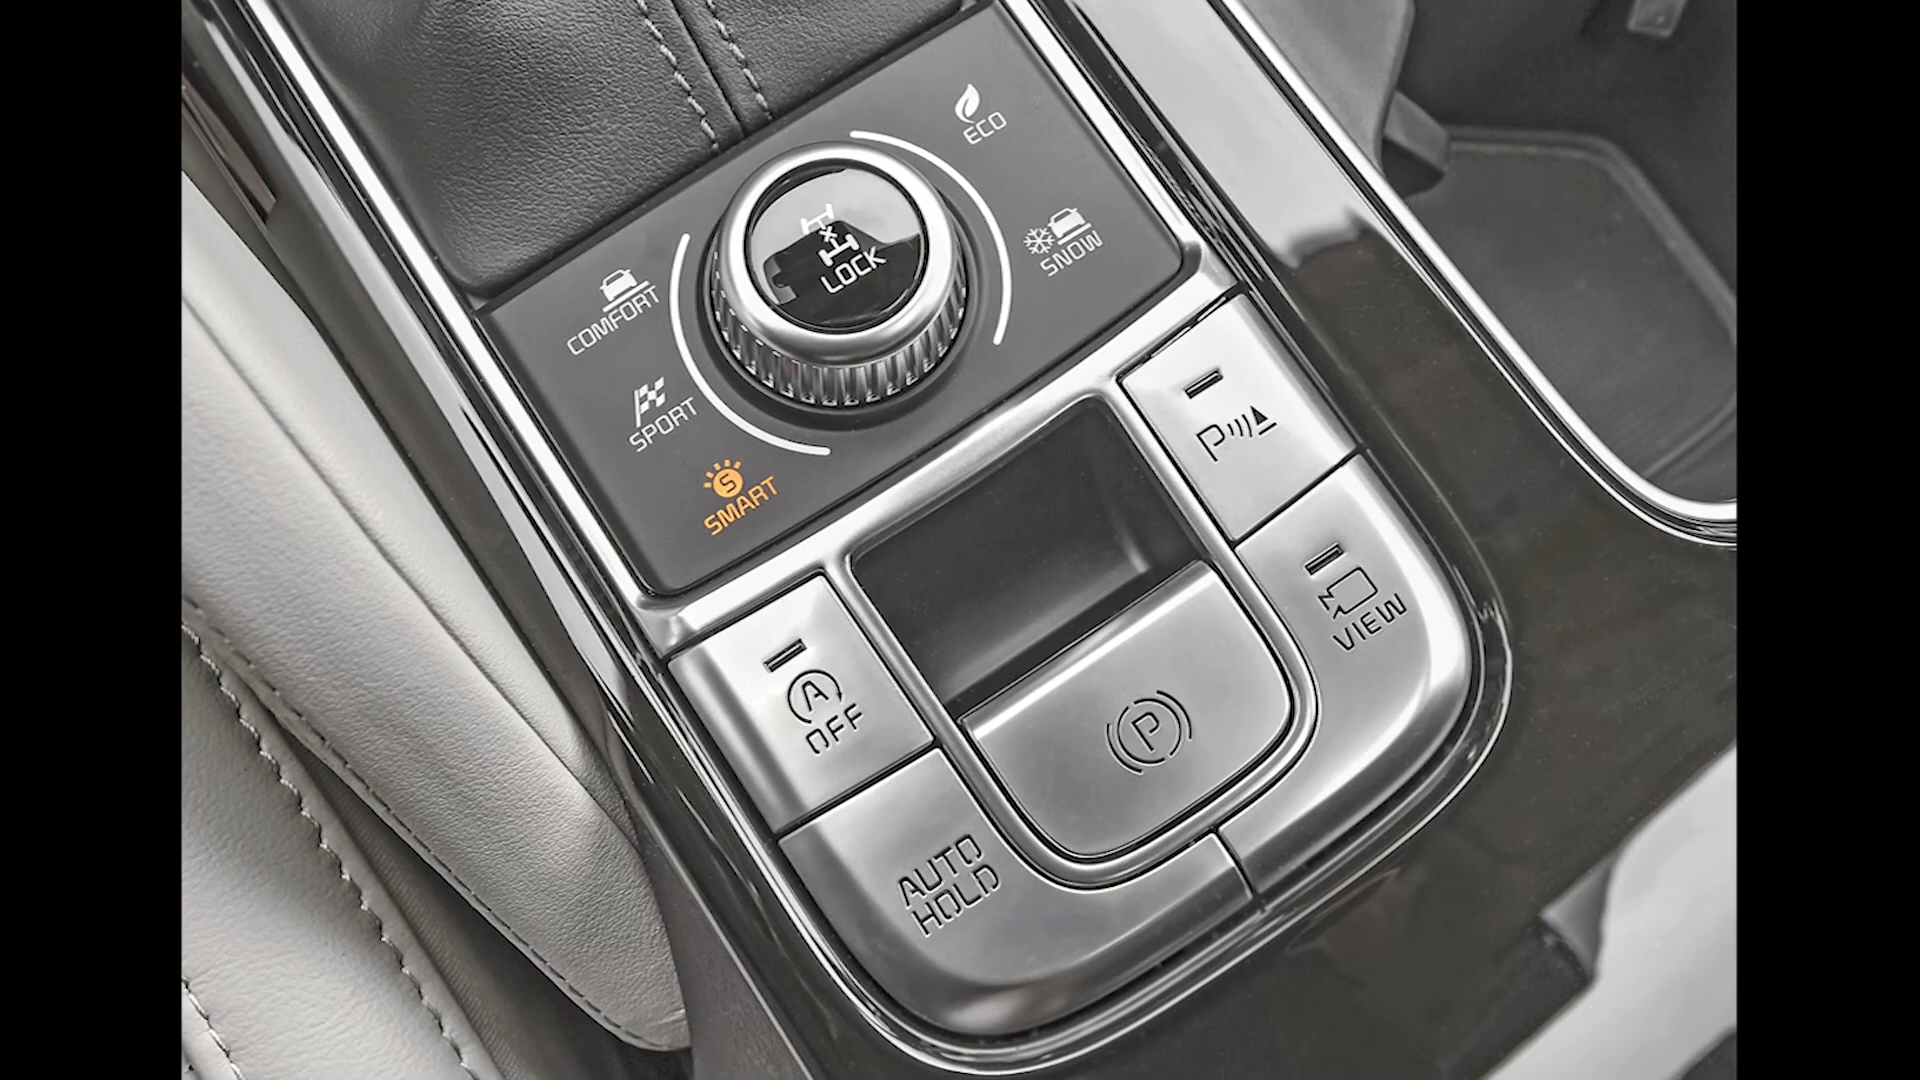 ECO
LOCK
SNOW
COMFORT
SPORT
S
SMART
P
VIEW
A
OFF
P
AUTO
HOLD